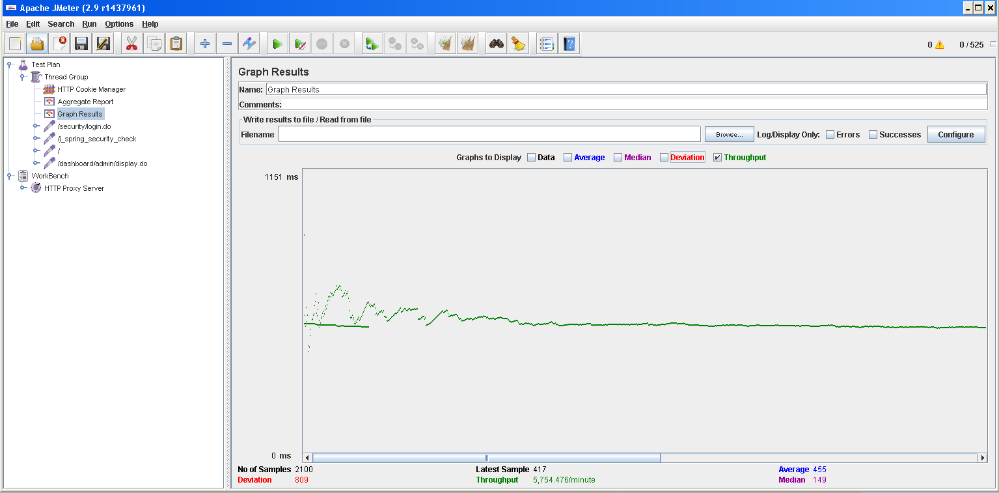 Apache JMeter (2.9 r1437961)
File Edit Search Run Options Help
0 0 / 525
Test Plan
Thread Group
HTTP Cookie Manager
Aggregate Report
Graph Results
/security/login.do
/j_spring_security_check
/
/dashboard/admin/display.do
WorkBench
HTTP Proxy Server
Graph Results
Name: Graph Results
Comments:
Write results to file / Read from file
Filename Browse... Log/Display Only: Errors Successes Configure
Graphs to Display Data Average Median Deviation Throughput
1151 ms
0 ms
No of Samples 2100 Latest Sample 417 Average 455
Deviation 809 Throughput 5,754.476/minute Median 149